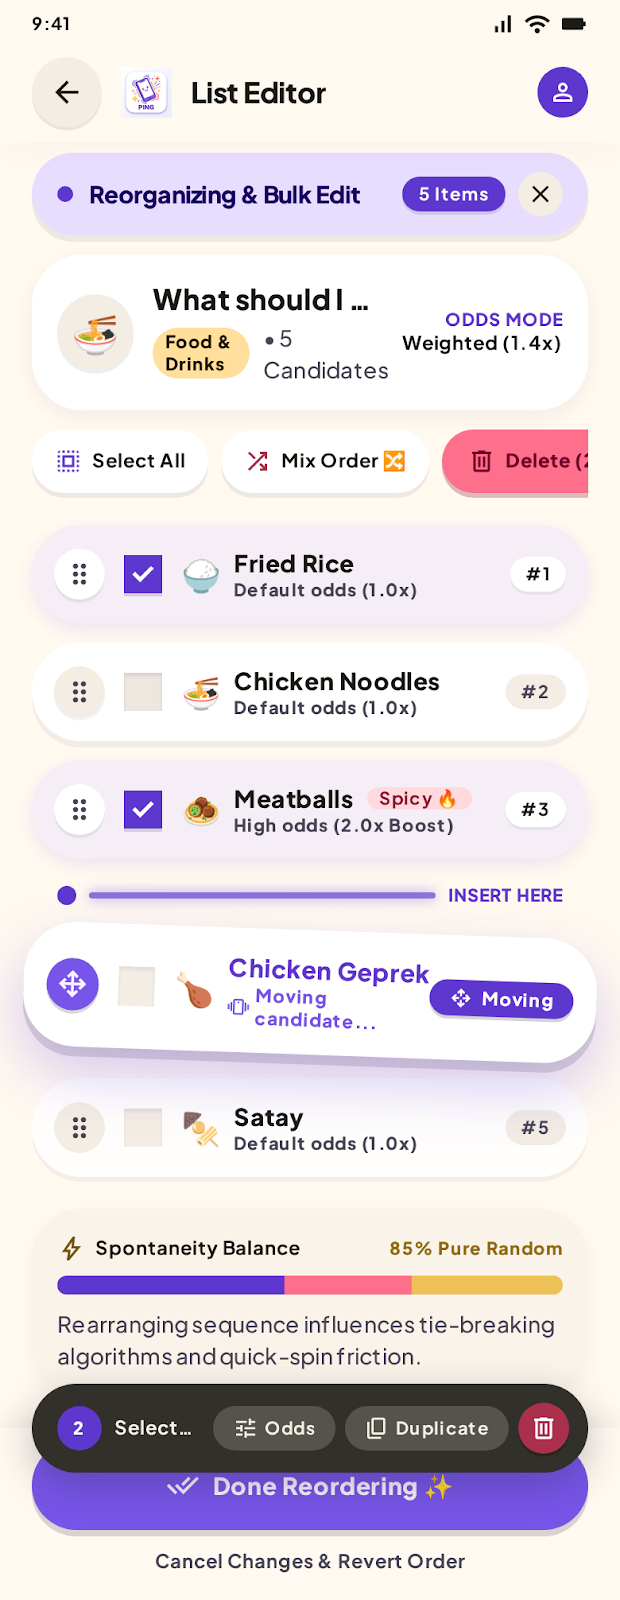 9:41
PING
List Editor
Reorganizing & Bulk Edit
5 Items
What should I ...
Food &
Drinks
• 5
Candidates
ODDS MODE
Weighted (1.4x)
Select All
Mix Order 🔀
Delete (2
Fried Rice
Default odds (1.0x)
#1
Chicken Noodles
Default odds (1.0x)
#2
Meatballs
Spicy 🔥
High odds (2.0x Boost)
#3
INSERT HERE
Chicken Geprek
Moving
candidate...
Moving
Satay
Default odds (1.0x)
#5
Spontaneity Balance
85% Pure Random
Rearranging sequence influences tie-breaking
algorithms and quick-spin friction.
2
Select...
Odds
Duplicate
Done Reordering ✨
Cancel Changes & Revert Order